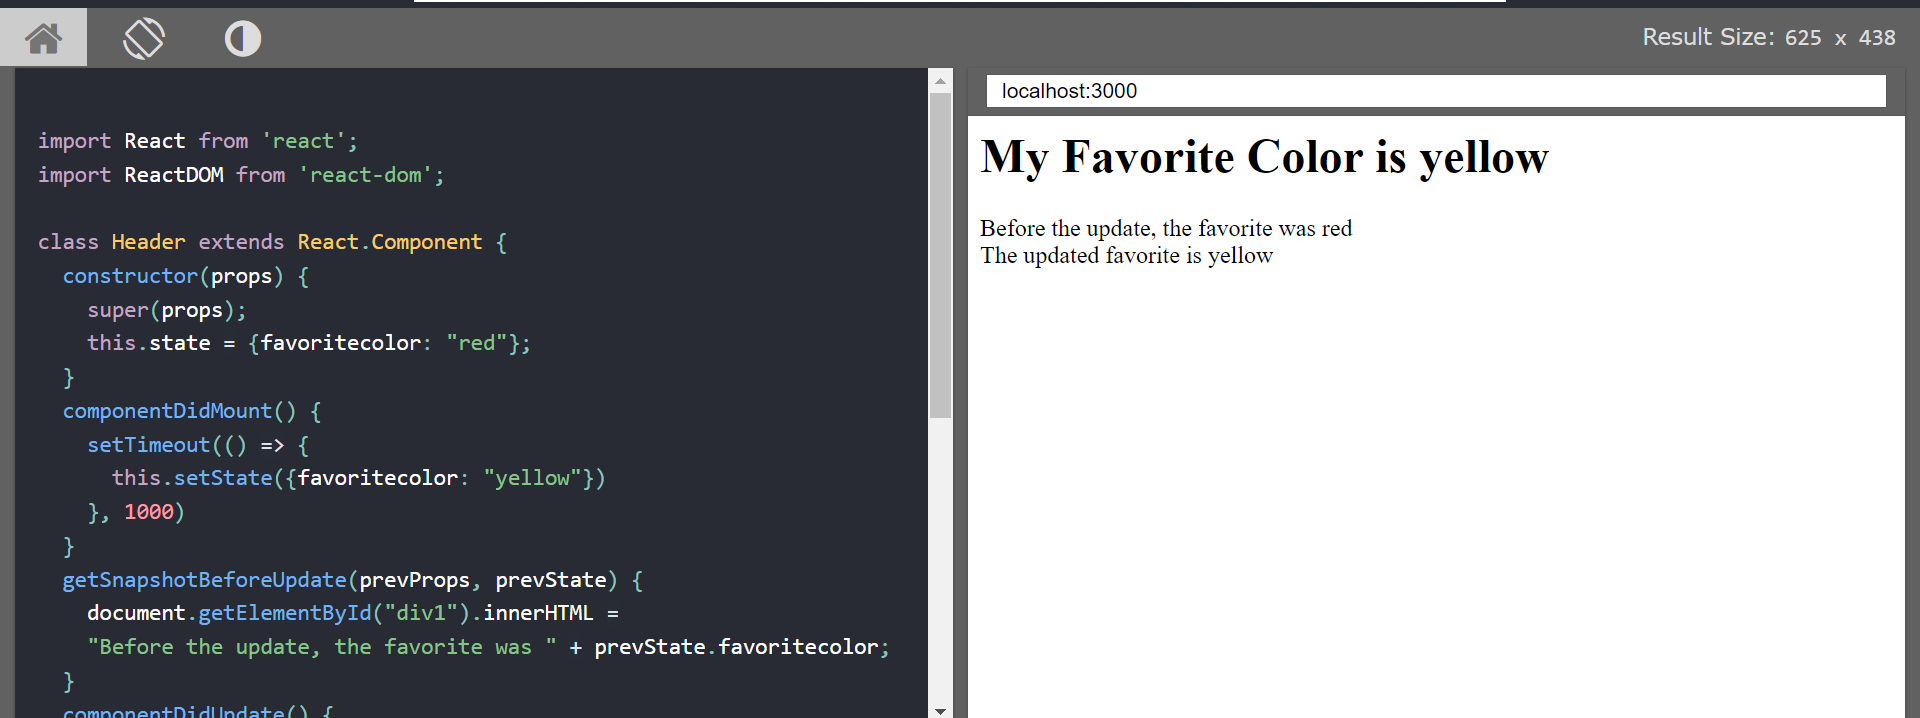 Result Size: 625 x 438
import React from 'react';
import ReactDOM from 'react-dom';
class Header extends React.Component {
constructor(props) {
super(props);
this.state = {favoritecolor: "red"};
}
componentDidMount() {
setTimeout(() => {
this.setState({favoritecolor: "yellow"})
}, 1000)
}
getSnapshotBeforeUpdate(prevProps, prevState) {
document.getElementById("div1").innerHTML =
"Before the update, the favorite was " + prevState.favoritecolor;
}
componentDidUpdate() {
localhost:3000
My Favorite Color is yellow
Before the update, the favorite was red
The updated favorite is yellow